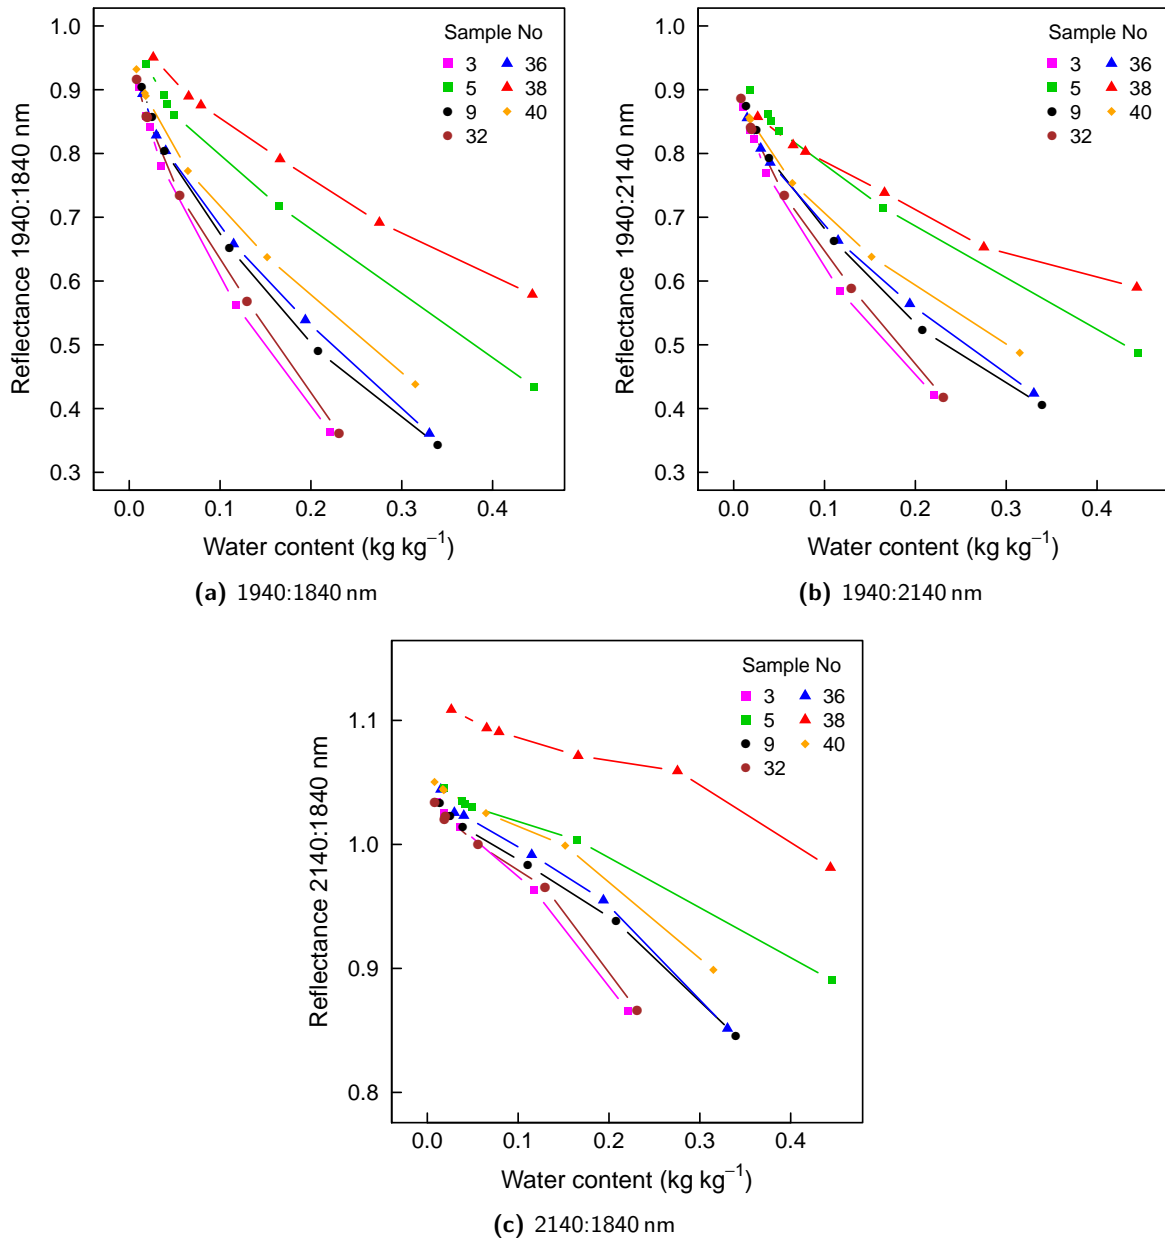 Sample No
3 36
5 38
9 40
32
1.0
0.9
0.8
0.7
0.6
0.5
0.4
0.3
Reflectance 1940:1840 nm
0.0 0.1 0.2 0.3 0.4
Water content (kg kg⁻¹)
(a) 1940:1840 nm
Sample No
3 36
5 38
9 40
32
1.0
0.9
0.8
0.7
0.6
0.5
0.4
0.3
Reflectance 1940:2140 nm
0.0 0.1 0.2 0.3 0.4
Water content (kg kg⁻¹)
(b) 1940:2140 nm
Sample No
3 36
5 38
9 40
32
1.1
1.0
0.9
0.8
Reflectance 2140:1840 nm
0.0 0.1 0.2 0.3 0.4
Water content (kg kg⁻¹)
(c) 2140:1840 nm